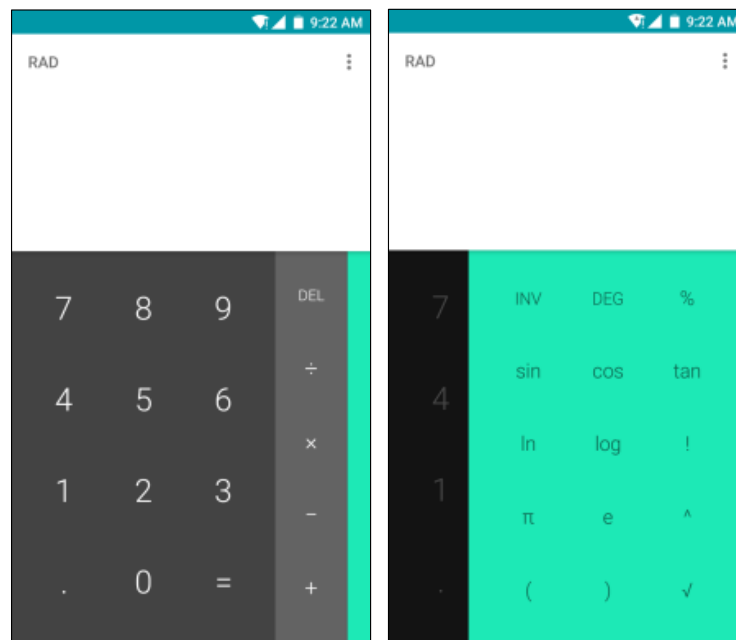 9:22 AM
RAD
7 8 9 DEL
÷
4 5 6
×
1 2 3
−
. 0 = +
9:22 AM
RAD
7 INV DEG %
sin cos tan
4
ln log !
1
π e ^
. ( ) √